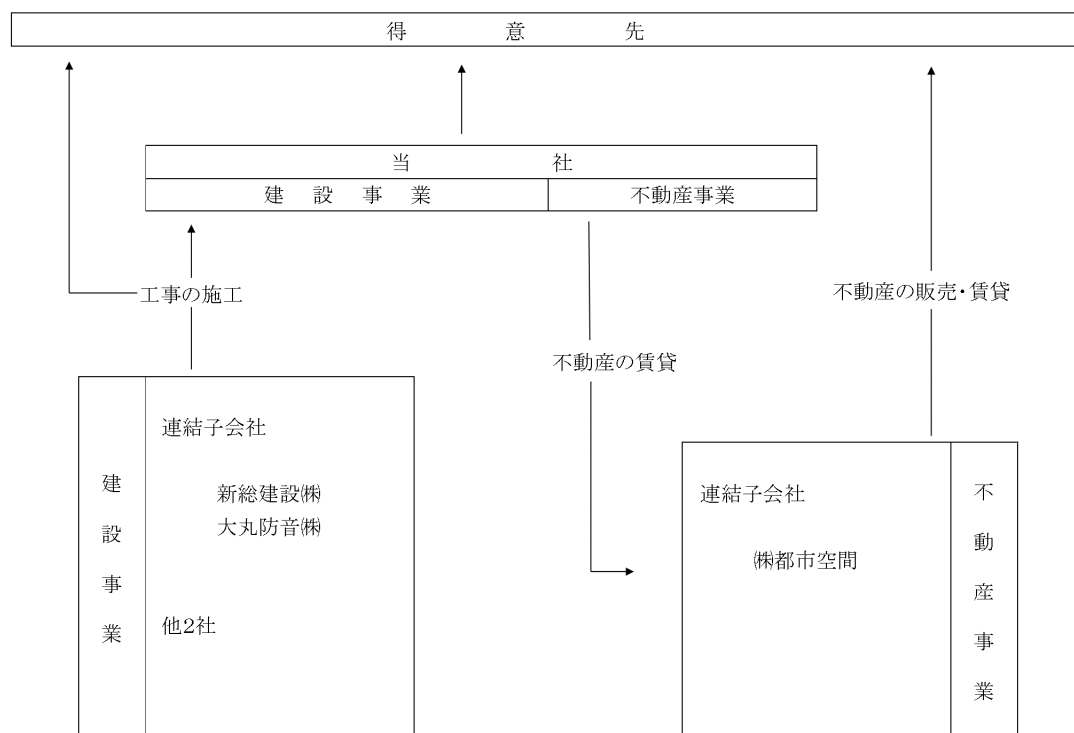 得意先
当社
建設事業
不動産事業
工事の施工
不動産の販売・賃貸
不動産の賃貸
建設事業
連結子会社
新総建設㈱
大丸防音㈱
他2社
連結子会社
㈱都市空間
不動産事業